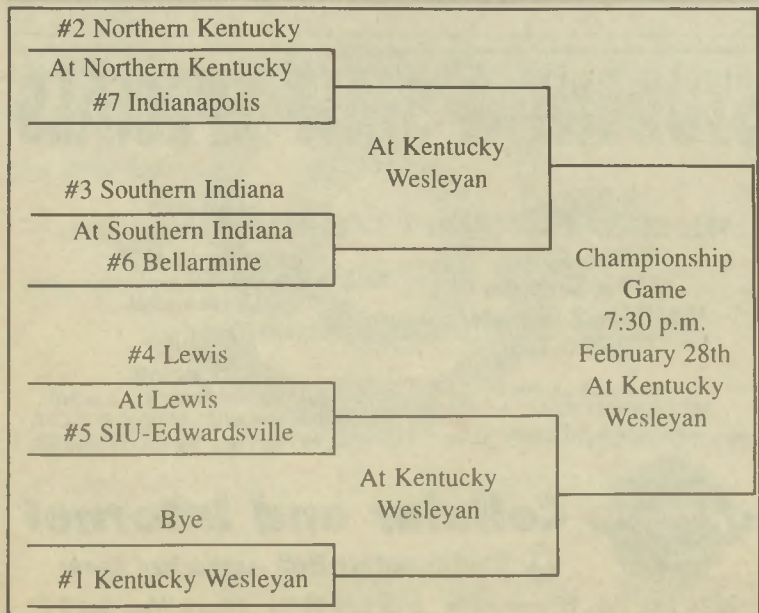 #2 Northern Kentucky
At Northern Kentucky
#7 Indianapolis
At Kentucky
Wesleyan
#3 Southern Indiana
At Southern Indiana
#6 Bellarmine
Championship
Game
7:30 p.m.
February 28th
At Kentucky
Wesleyan
#4 Lewis
At Lewis
#5 SIU-Edwardsville
At Kentucky
Wesleyan
Bye
#1 Kentucky Wesleyan